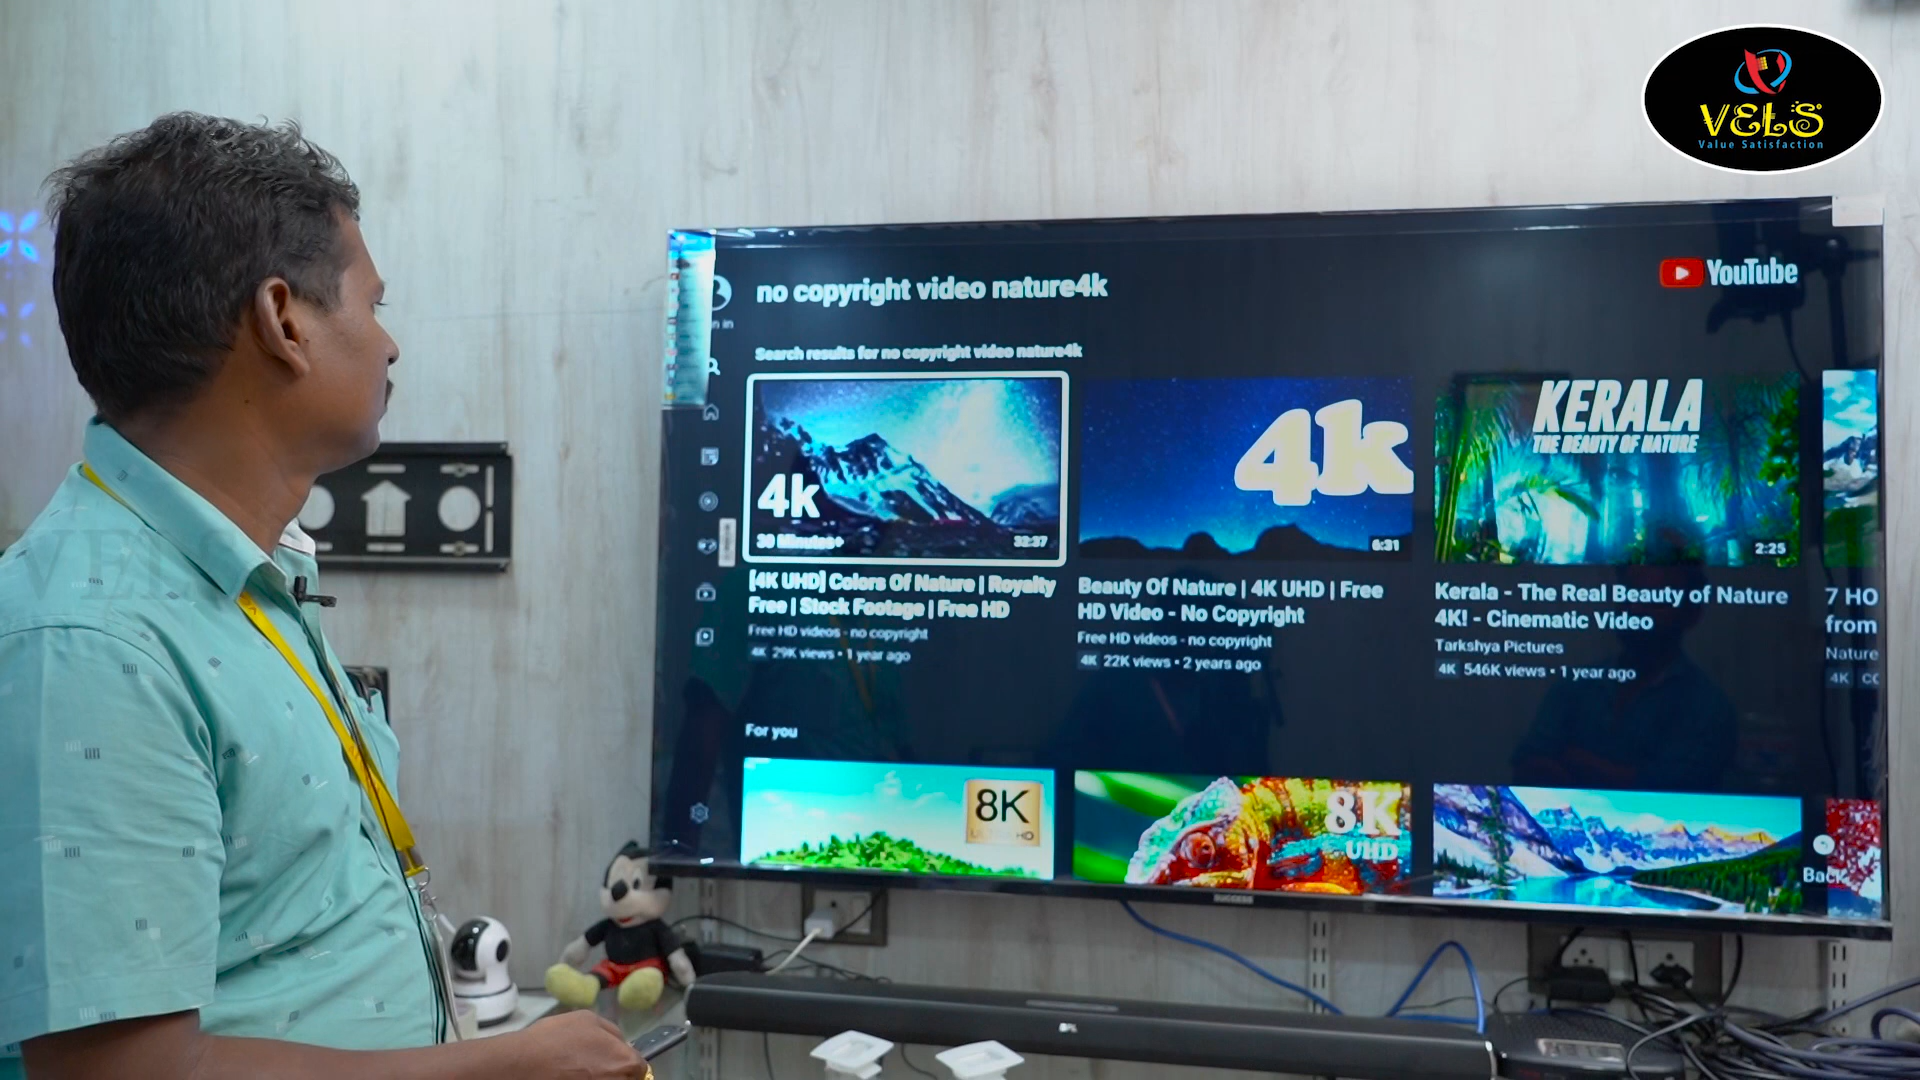 VELS
Value Satisfaction
YouTube
no copyright video nature4k
Search results for no copyright video nature4k
4k
30 Minutes+
32:37
[4K UHD] Colors Of Nature | Royalty
Free | Stock Footage | Free HD
Free HD videos - no copyright
4K 29K views • 1 year ago
4k
6:31
Beauty Of Nature | 4K UHD | Free
HD Video - No Copyright
Free HD videos - no copyright
4K 22K views • 2 years ago
KERALA
THE BEAUTY OF NATURE
2:25
Kerala - The Real Beauty of Nature
4K! - Cinematic Video
Tarkshya Pictures
4K 546K views • 1 year ago
7 HO
from
Nature
4K
For you
8K
8K
UHD
Back
VELS